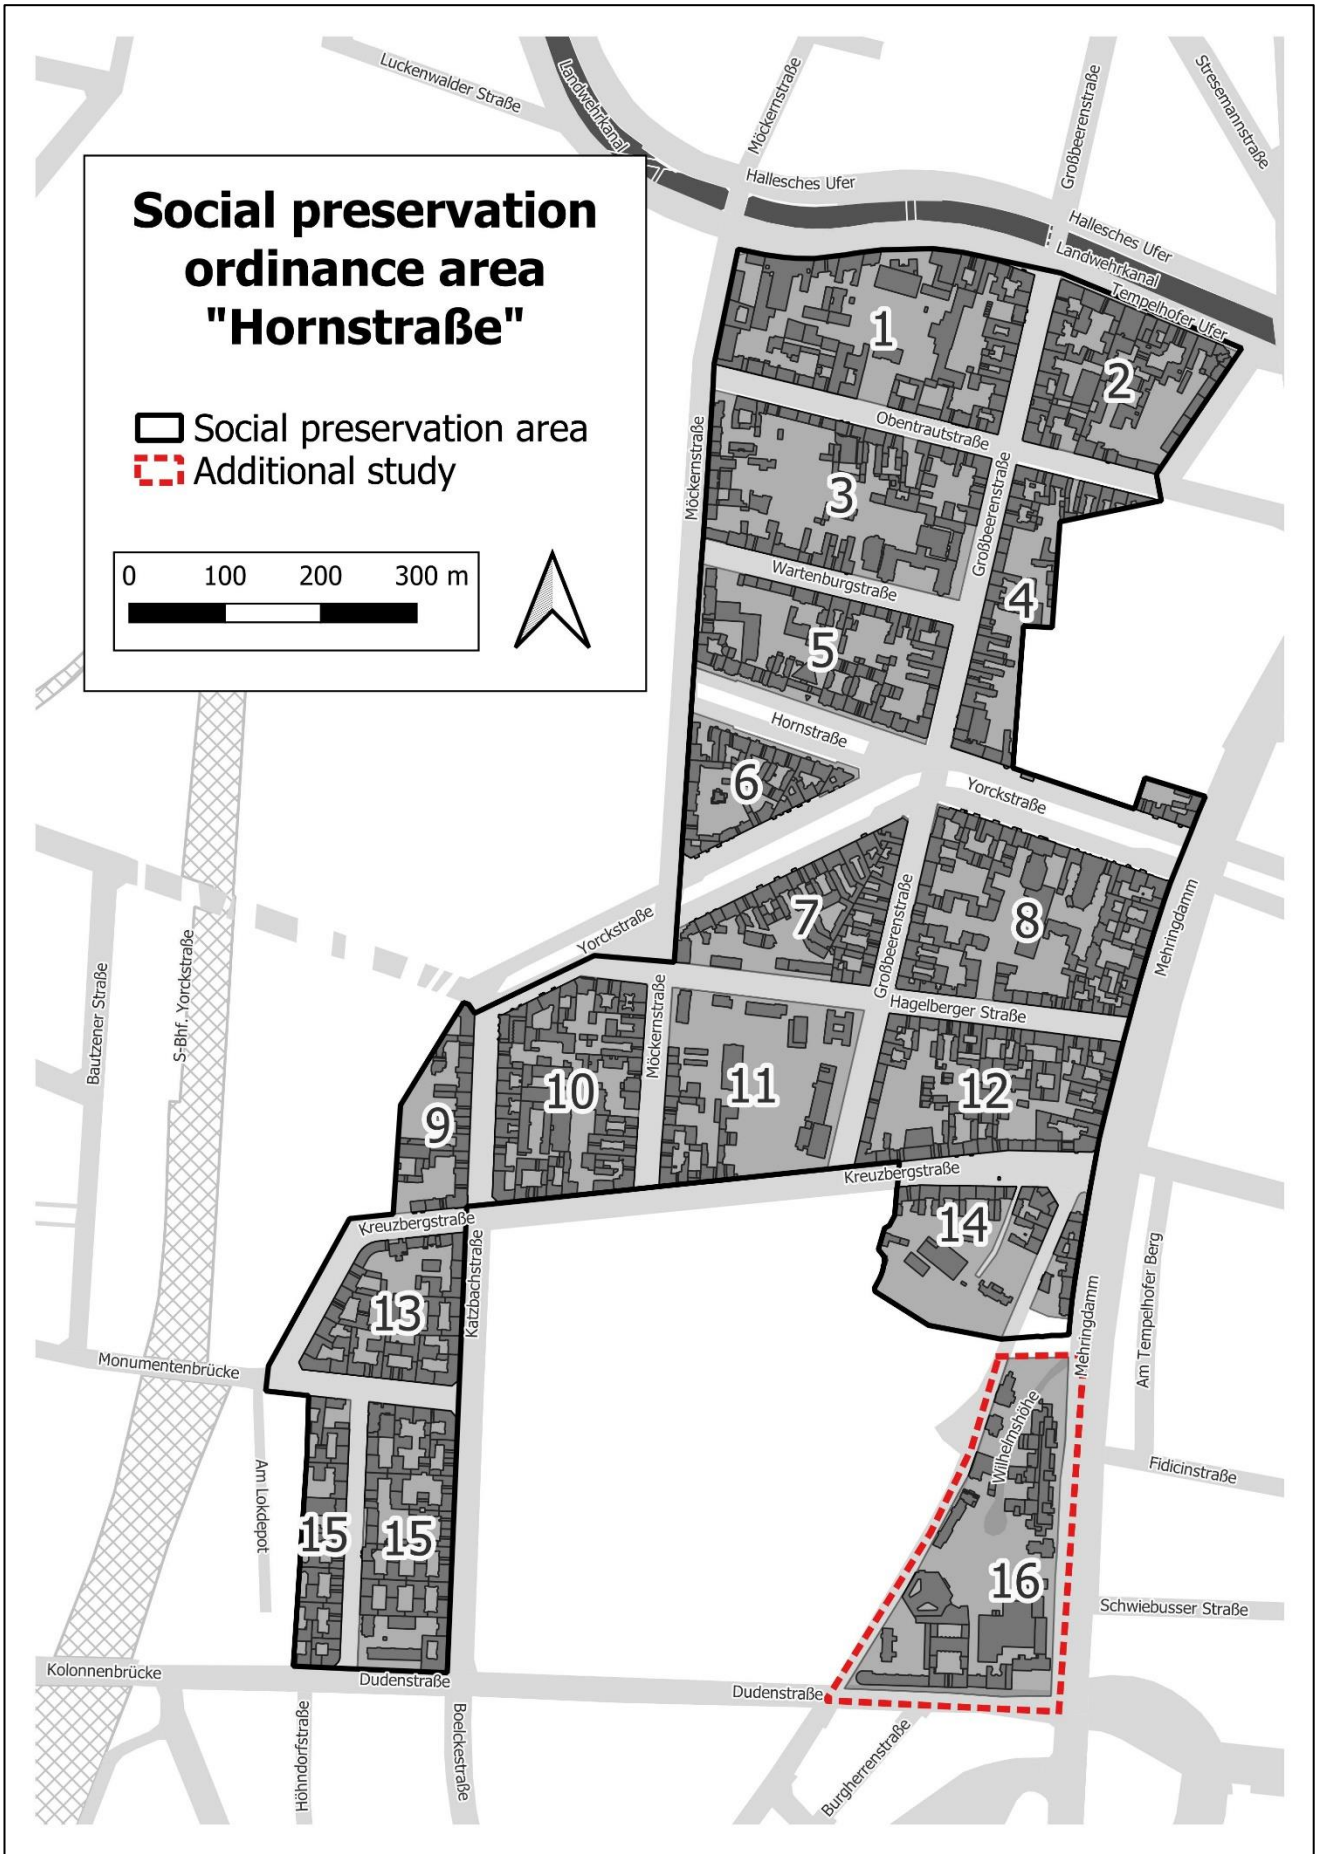 Luckenwalder Straße
Landwehrkanal
Möckernstraße
Großbeerenstraße
Stresemannstraße
Hallesches Ufer
Hallesches Ufer
Landwehrkanal
Tempelhofer Ufer
Social preservation
ordinance area
"Hornstraße"
Social preservation area
Additional study
0 100 200 300 m
1
2
Obentrautstraße
Möckernstraße
3
Großbeerenstraße
Wartenburgstraße
4
5
Hornstraße
6
Yorckstraße
7
8
Großbeerenstraße
Yorckstraße
Mehringdamm
S-Bhf. Yorckstraße
Bautzener Straße
Hagelberger Straße
Möckernstraße
9
10
11
12
Kreuzbergstraße
Kreuzbergstraße
14
Katzbachstraße
13
Am Tempelhofer Berg
Mehringdamm
Monumentenbrücke
Wilhelmshöhe
Fidicinstraße
Am Lokdepot
15
15
16
Schwiebusser Straße
Kolonnenbrücke
Dudenstraße
Dudenstraße
Höhndorfstraße
Boelckestraße
Burgherrenstraße